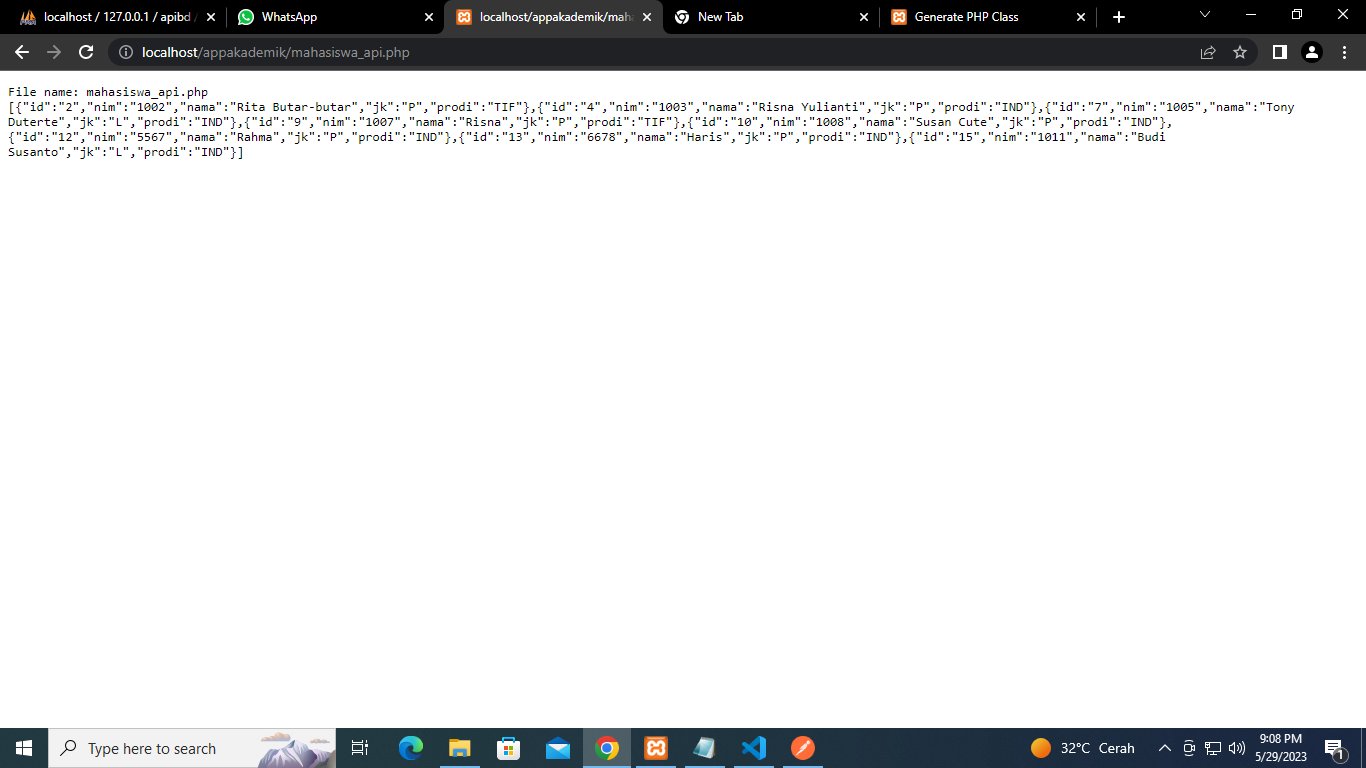 localhost / 127.0.0.1 / apibd
WhatsApp
localhost/appakademik/mah
New Tab
Generate PHP Class
localhost/appakademik/mahasiswa_api.php
File name: mahasiswa_api.php
[{"id":"2","nim":"1002","nama":"Rita Butar-butar","jk":"P","prodi":"TIF"},{"id":"4","nim":"1003","nama":"Risna Yulianti","jk":"P","prodi":"IND"},{"id":"7","nim":"1005","nama":"Tony
Duterte","jk":"L","prodi":"IND"},{"id":"9","nim":"1007","nama":"Risna","jk":"P","prodi":"TIF"},{"id":"10","nim":"1008","nama":"Susan Cute","jk":"P","prodi":"IND"},
{"id":"12","nim":"5567","nama":"Rahma","jk":"P","prodi":"IND"},{"id":"13","nim":"6678","nama":"Haris","jk":"P","prodi":"IND"},{"id":"15","nim":"1011","nama":"Budi
Susanto","jk":"L","prodi":"IND"}]
Type here to search
32°C Cerah
9:08 PM
5/29/2023
1